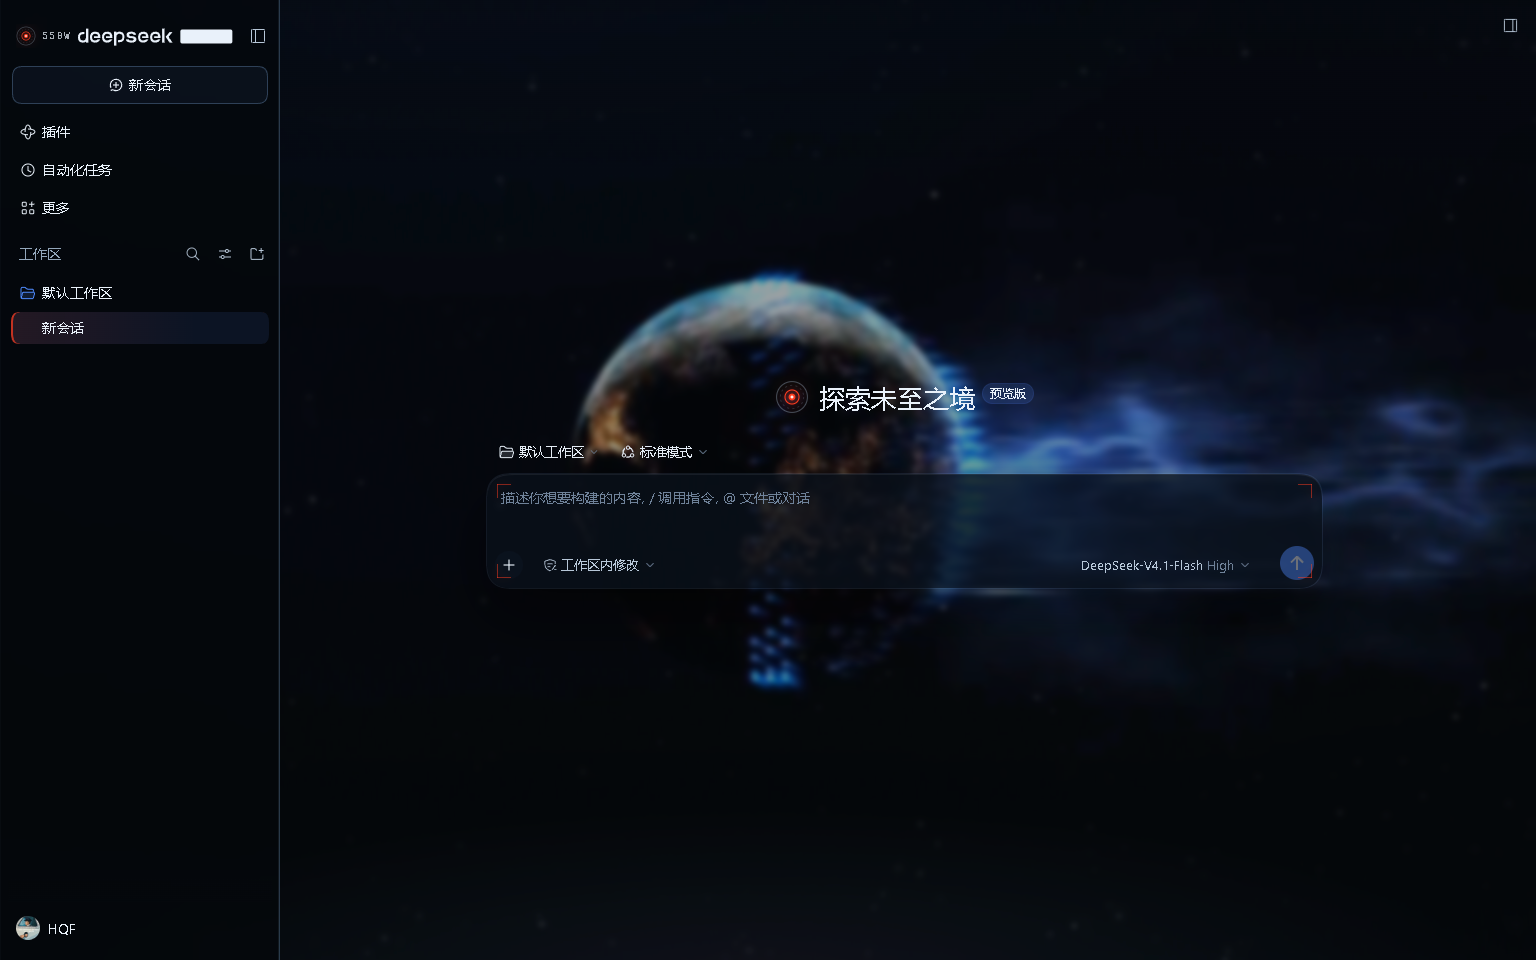 55BW deepseek
新会话
插件
自动化任务
更多
工作区
默认工作区
新会话
探索未至之境 预览版
默认工作区 标准模式
描述你想要构建的内容, / 调用指令, @ 文件或对话
工作区内修改 DeepSeek-V4.1-Flash High
HQF